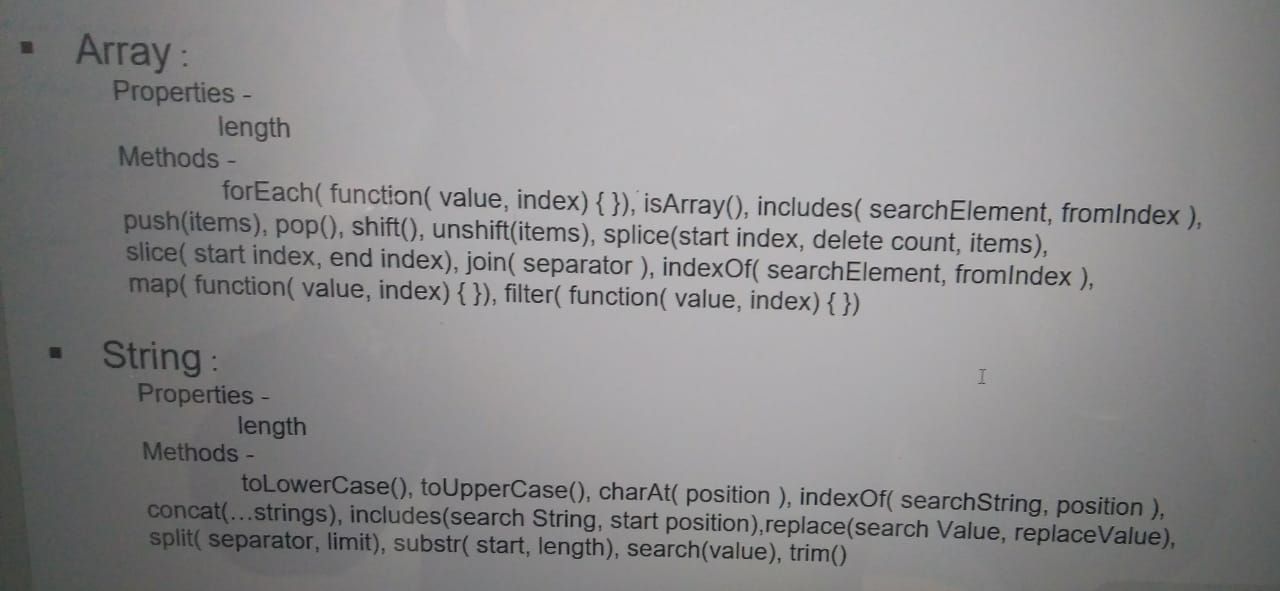 ▪ Array :
Properties -
length
Methods -
forEach( function( value, index) { }), isArray(), includes( searchElement, fromIndex ),
push(items), pop(), shift(), unshift(items), splice(start index, delete count, items),
slice( start index, end index), join( separator ), indexOf( searchElement, fromIndex ),
map( function( value, index) { }), filter( function( value, index) { })
▪ String :
Properties -
length
Methods -
toLowerCase(), toUpperCase(), charAt( position ), indexOf( searchString, position ),
concat(...strings), includes(search String, start position),replace(search Value, replaceValue),
split( separator, limit), substr( start, length), search(value), trim()